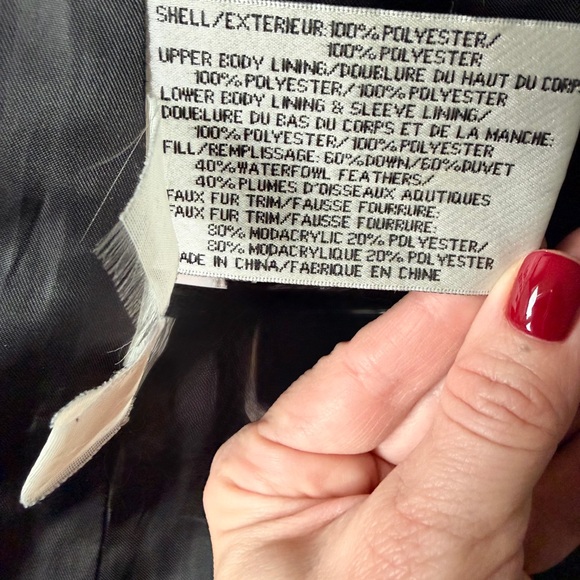 SHELL/EXTERIEUR:100% POLYESTER/
100% POLYESTER
UPPER BODY LINING/DOUBLURE DU HAUT DU CORPS
100% POLYESTER/100% POLYESTER
LOWER BODY LINING & SLEEVE LINING/
DOUBLURE DU BAS DU CORPS ET DE LA MANCHE:
100% POLYESTER/100% POLYESTER
FILL/REMPLISSAGE: 60% DOWN/60% DUVET
40% WATERFOWL FEATHERS/
40% PLUMES D'OISEAUX AQUTIQUES
FAUX FUR TRIM/FAUSSE FOURRURE:
FAUX FUR TRIM/FAUSSE FOURRURE:
80% MODACRYLIC 20% POLYESTER/
80% MODACRYLIQUE 20% POLYESTER
MADE IN CHINA/FABRIQUE EN CHINE